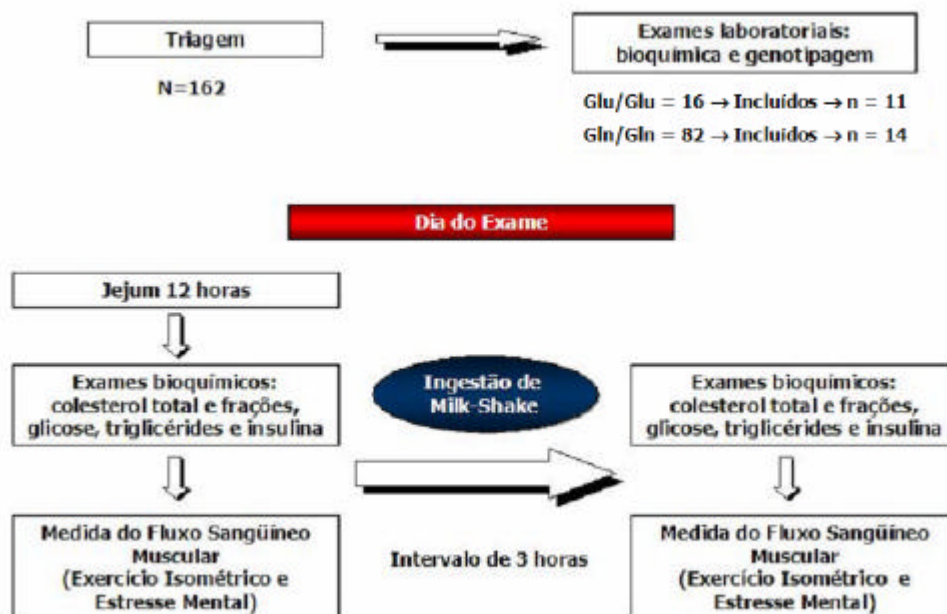 Triagem
N=162
Exames laboratoriais:
bioquímica e genotipagem
Glu/Glu = 16 → Incluídos → n = 11
Gln/Gln = 82 → Incluídos → n = 14
Dia do Exame
Jejum 12 horas
Exames bioquímicos:
colesterol total e frações,
glicose, triglicérides e insulina
Medida do Fluxo Sangüíneo
Muscular
(Exercício Isométrico e
Estresse Mental)
Ingestão de
Milk-Shake
Intervalo de 3 horas
Exames bioquímicos:
colesterol total e frações,
glicose, triglicérides e insulina
Medida do Fluxo Sangüíneo
Muscular
(Exercício Isométrico e
Estresse Mental)